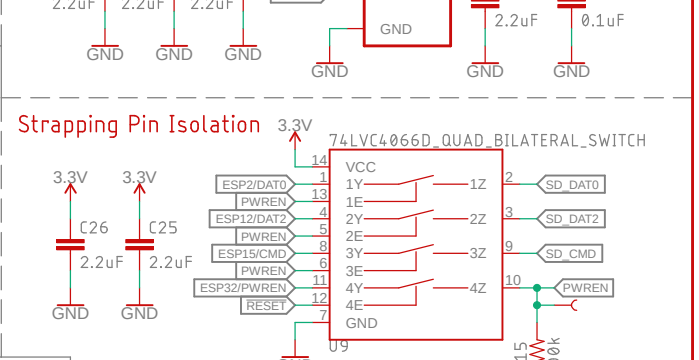 2.2uF 2.2uF 2.2uF
GND GND GND
GND
GND
2.2uF 0.1uF
GND GND
Strapping Pin Isolation
3.3V
74LVC4066D_QUAD_BILATERAL_SWITCH
14 VCC
ESP2/DAT0 1 1Y 1Z 2 SD_DAT0
PWREN 13 1E
ESP12/DAT2 4 2Y 2Z 3 SD_DAT2
PWREN 5 2E
ESP15/CMD 8 3Y 3Z 9 SD_CMD
PWREN 6 3E
ESP32/PWREN 11 4Y 4Z 10 PWREN
RESET 12 4E
7 GND
U9
3.3V 3.3V
C26 C25
2.2uF 2.2uF
GND GND